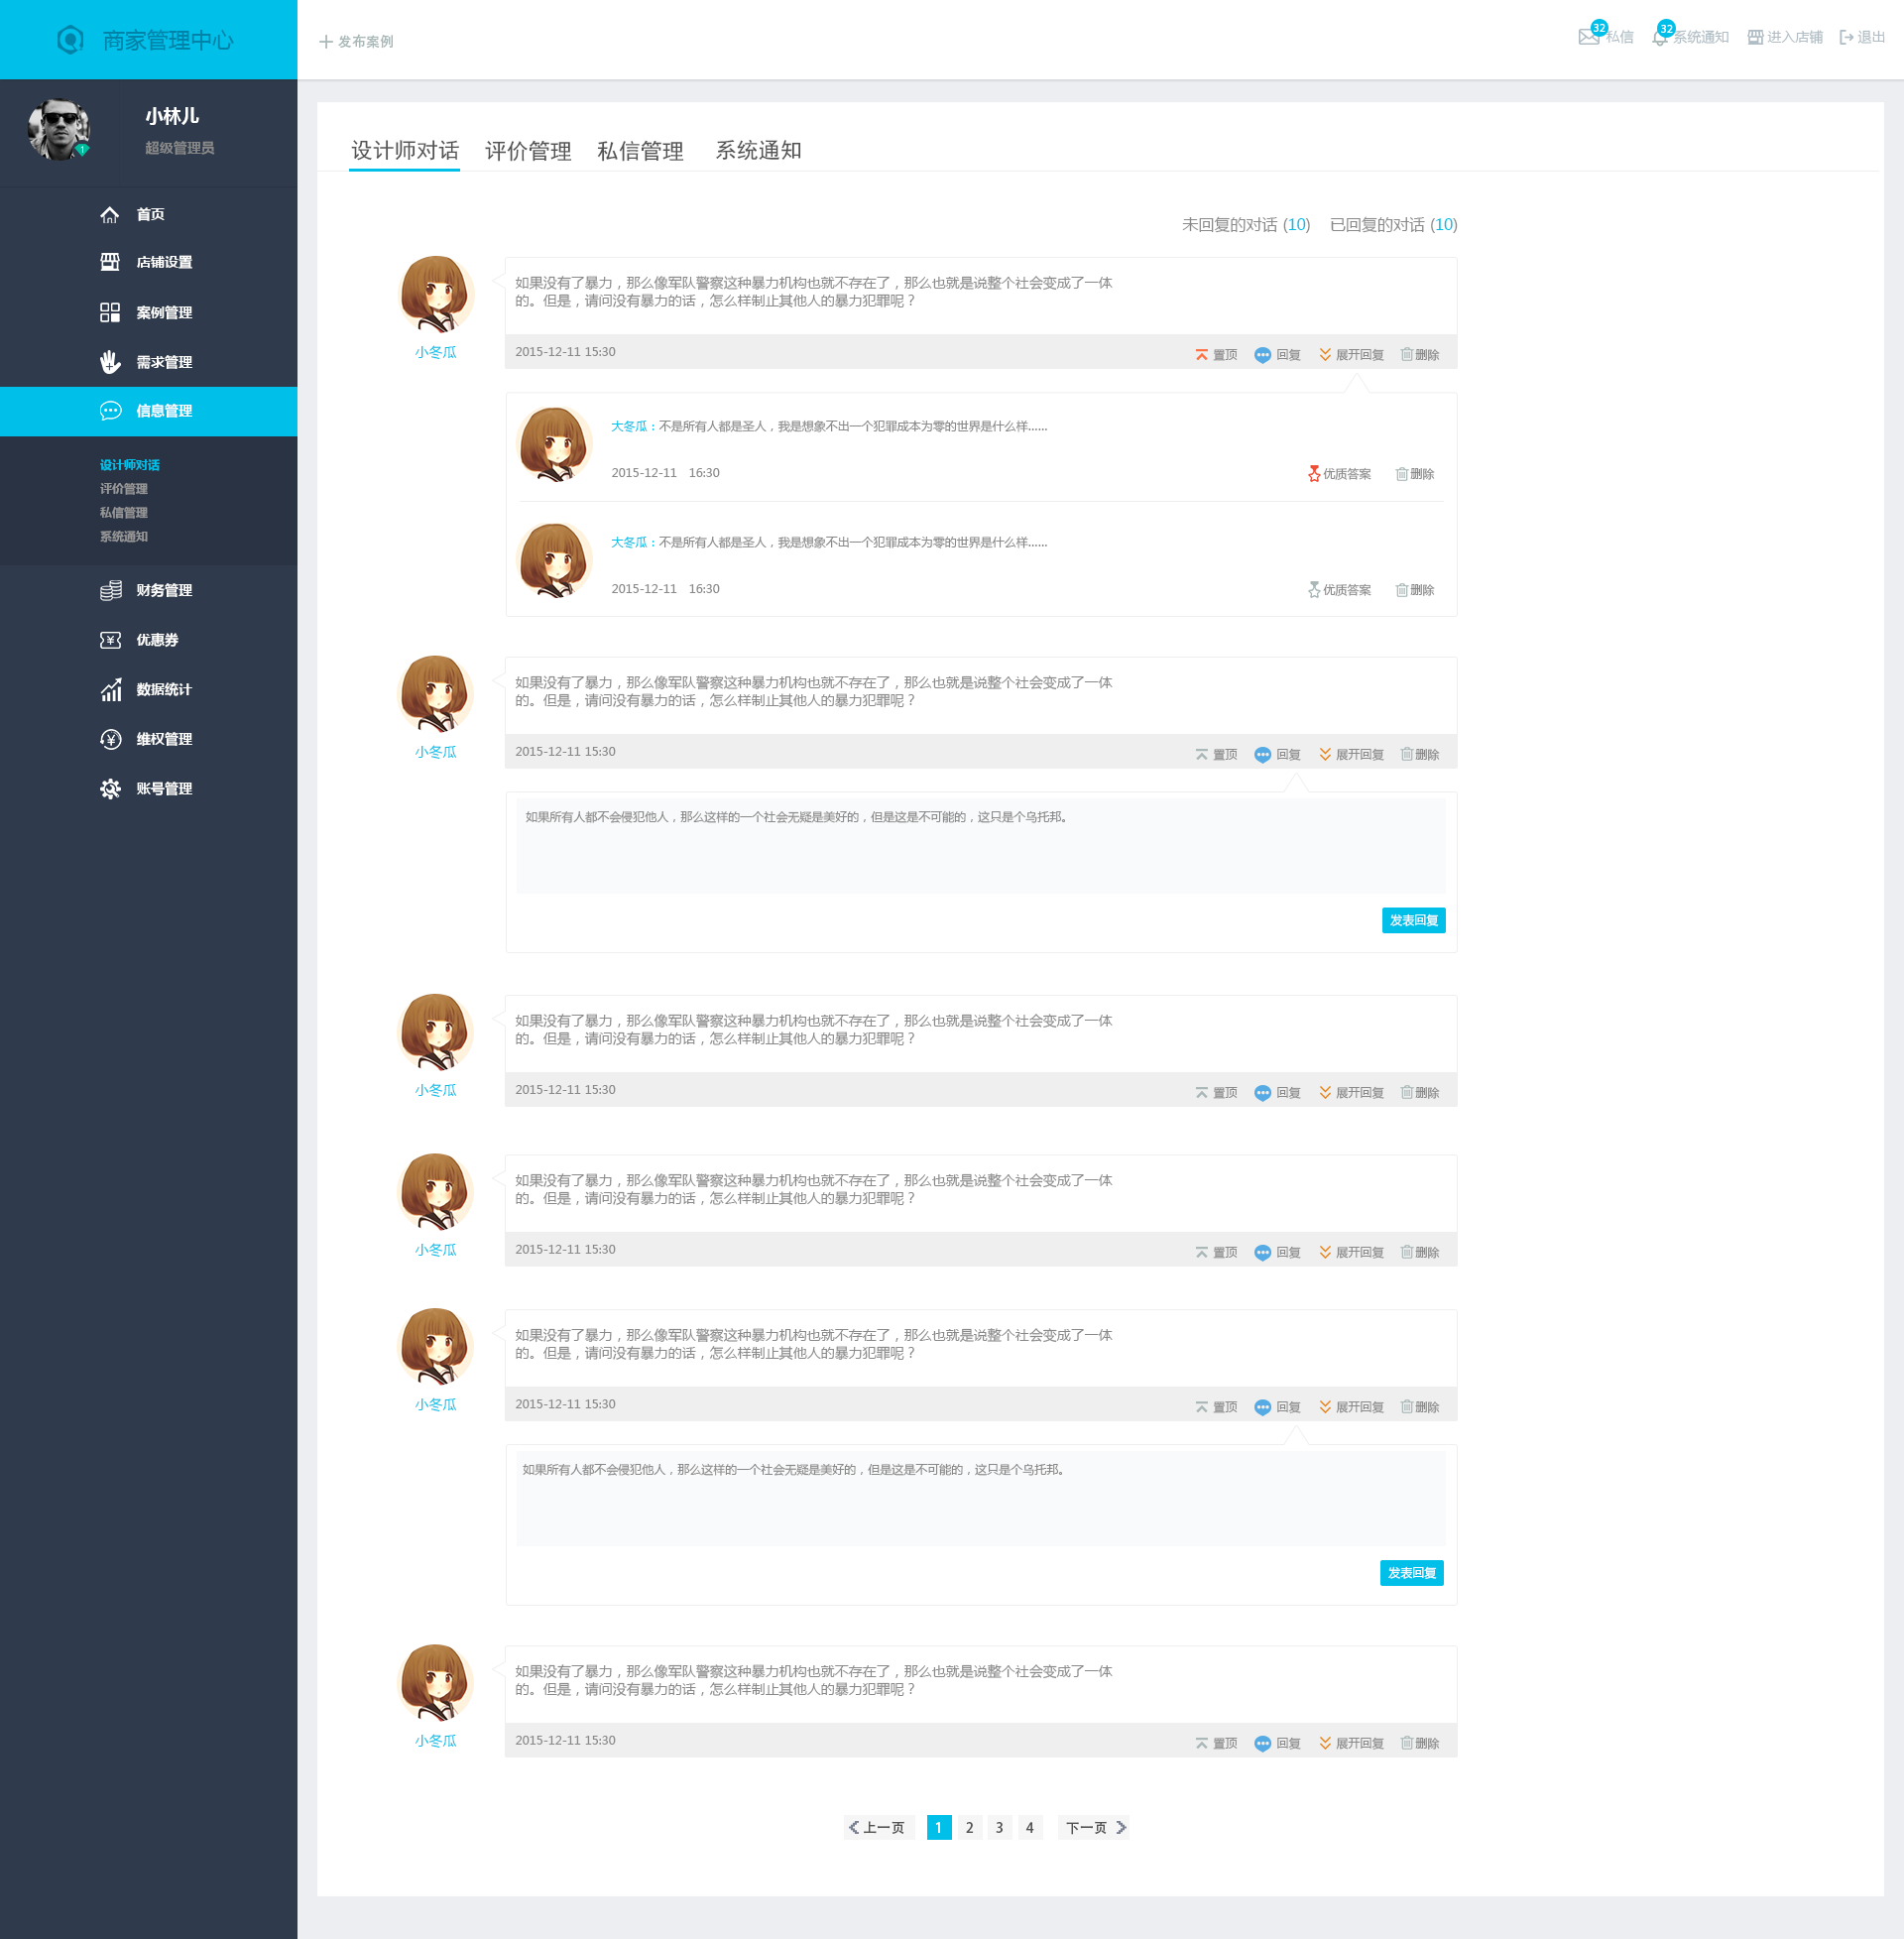 商家管理中心
发布案例
32
私信
32
系统通知
进入店铺
退出
小林儿
超级管理员
1
首页
店铺设置
案例管理
需求管理
信息管理
设计师对话
评价管理
私信管理
系统通知
财务管理
优惠券
数据统计
维权管理
账号管理
设计师对话 评价管理 私信管理 系统通知
未回复的对话 (10) 已回复的对话 (10)
如果没有了暴力，那么像军队警察这种暴力机构也就不存在了，那么也就是说整个社会变成了一体
的。但是，请问没有暴力的话，怎么样制止其他人的暴力犯罪呢？
小冬瓜
2015-12-11 15:30 置顶 回复 展开回复 删除
大冬瓜：不是所有人都是圣人，我是想象不出一个犯罪成本为零的世界是什么样......
2015-12-11 16:30 优质答案 删除
大冬瓜：不是所有人都是圣人，我是想象不出一个犯罪成本为零的世界是什么样......
2015-12-11 16:30 优质答案 删除
如果没有了暴力，那么像军队警察这种暴力机构也就不存在了，那么也就是说整个社会变成了一体
的。但是，请问没有暴力的话，怎么样制止其他人的暴力犯罪呢？
小冬瓜
2015-12-11 15:30 置顶 回复 展开回复 删除
如果所有人都不会侵犯他人，那么这样的一个社会无疑是美好的，但是这是不可能的，这只是个乌托邦。
发表回复
如果没有了暴力，那么像军队警察这种暴力机构也就不存在了，那么也就是说整个社会变成了一体
的。但是，请问没有暴力的话，怎么样制止其他人的暴力犯罪呢？
小冬瓜
2015-12-11 15:30 置顶 回复 展开回复 删除
如果没有了暴力，那么像军队警察这种暴力机构也就不存在了，那么也就是说整个社会变成了一体
的。但是，请问没有暴力的话，怎么样制止其他人的暴力犯罪呢？
小冬瓜
2015-12-11 15:30 置顶 回复 展开回复 删除
如果没有了暴力，那么像军队警察这种暴力机构也就不存在了，那么也就是说整个社会变成了一体
的。但是，请问没有暴力的话，怎么样制止其他人的暴力犯罪呢？
小冬瓜
2015-12-11 15:30 置顶 回复 展开回复 删除
如果所有人都不会侵犯他人，那么这样的一个社会无疑是美好的，但是这是不可能的，这只是个乌托邦。
发表回复
如果没有了暴力，那么像军队警察这种暴力机构也就不存在了，那么也就是说整个社会变成了一体
的。但是，请问没有暴力的话，怎么样制止其他人的暴力犯罪呢？
小冬瓜
2015-12-11 15:30 置顶 回复 展开回复 删除
上一页 1 2 3 4 下一页